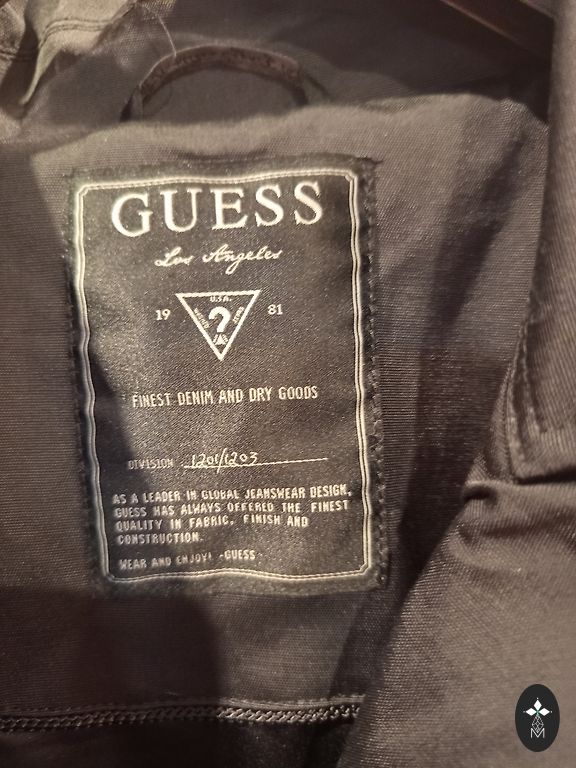 GUESS
Los Angeles
U.S.A.
19 ? 81
FINEST DENIM AND DRY GOODS
DIVISION 1201/1203
AS A LEADER IN GLOBAL JEANSWEAR DESIGN,
GUESS HAS ALWAYS OFFERED THE FINEST
QUALITY IN FABRIC, FINISH AND
CONSTRUCTION.
WEAR AND ENJOY! -GUESS-